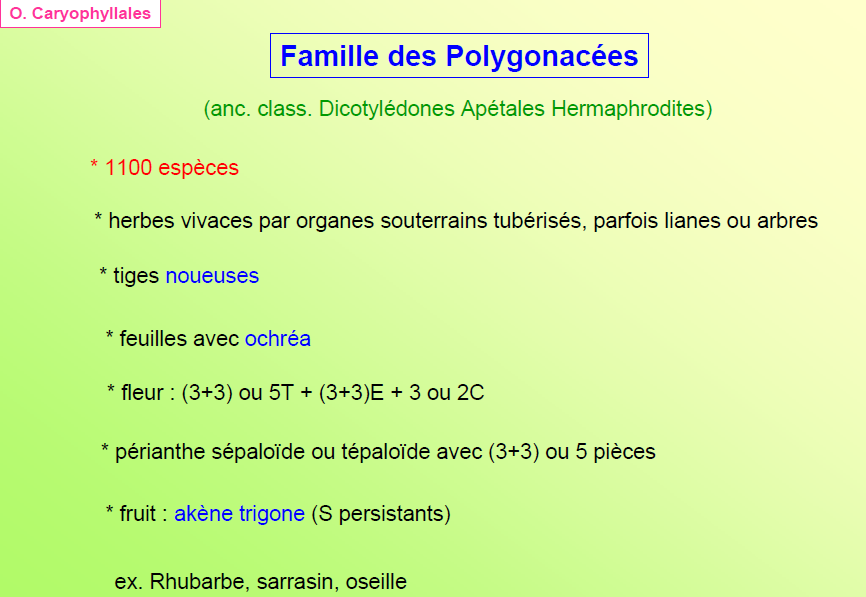 O. Caryophyllales
Famille des Polygonacées
(anc. class. Dicotylédones Apétales Hermaphrodites)
* 1100 espèces
* herbes vivaces par organes souterrains tubérisés, parfois lianes ou arbres
* tiges noueuses
* feuilles avec ochréa
* fleur : (3+3) ou 5T + (3+3)E + 3 ou 2C
* périanthe sépaloïde ou tépaloïde avec (3+3) ou 5 pièces
* fruit : akène trigone (S persistants)
ex. Rhubarbe, sarrasin, oseille